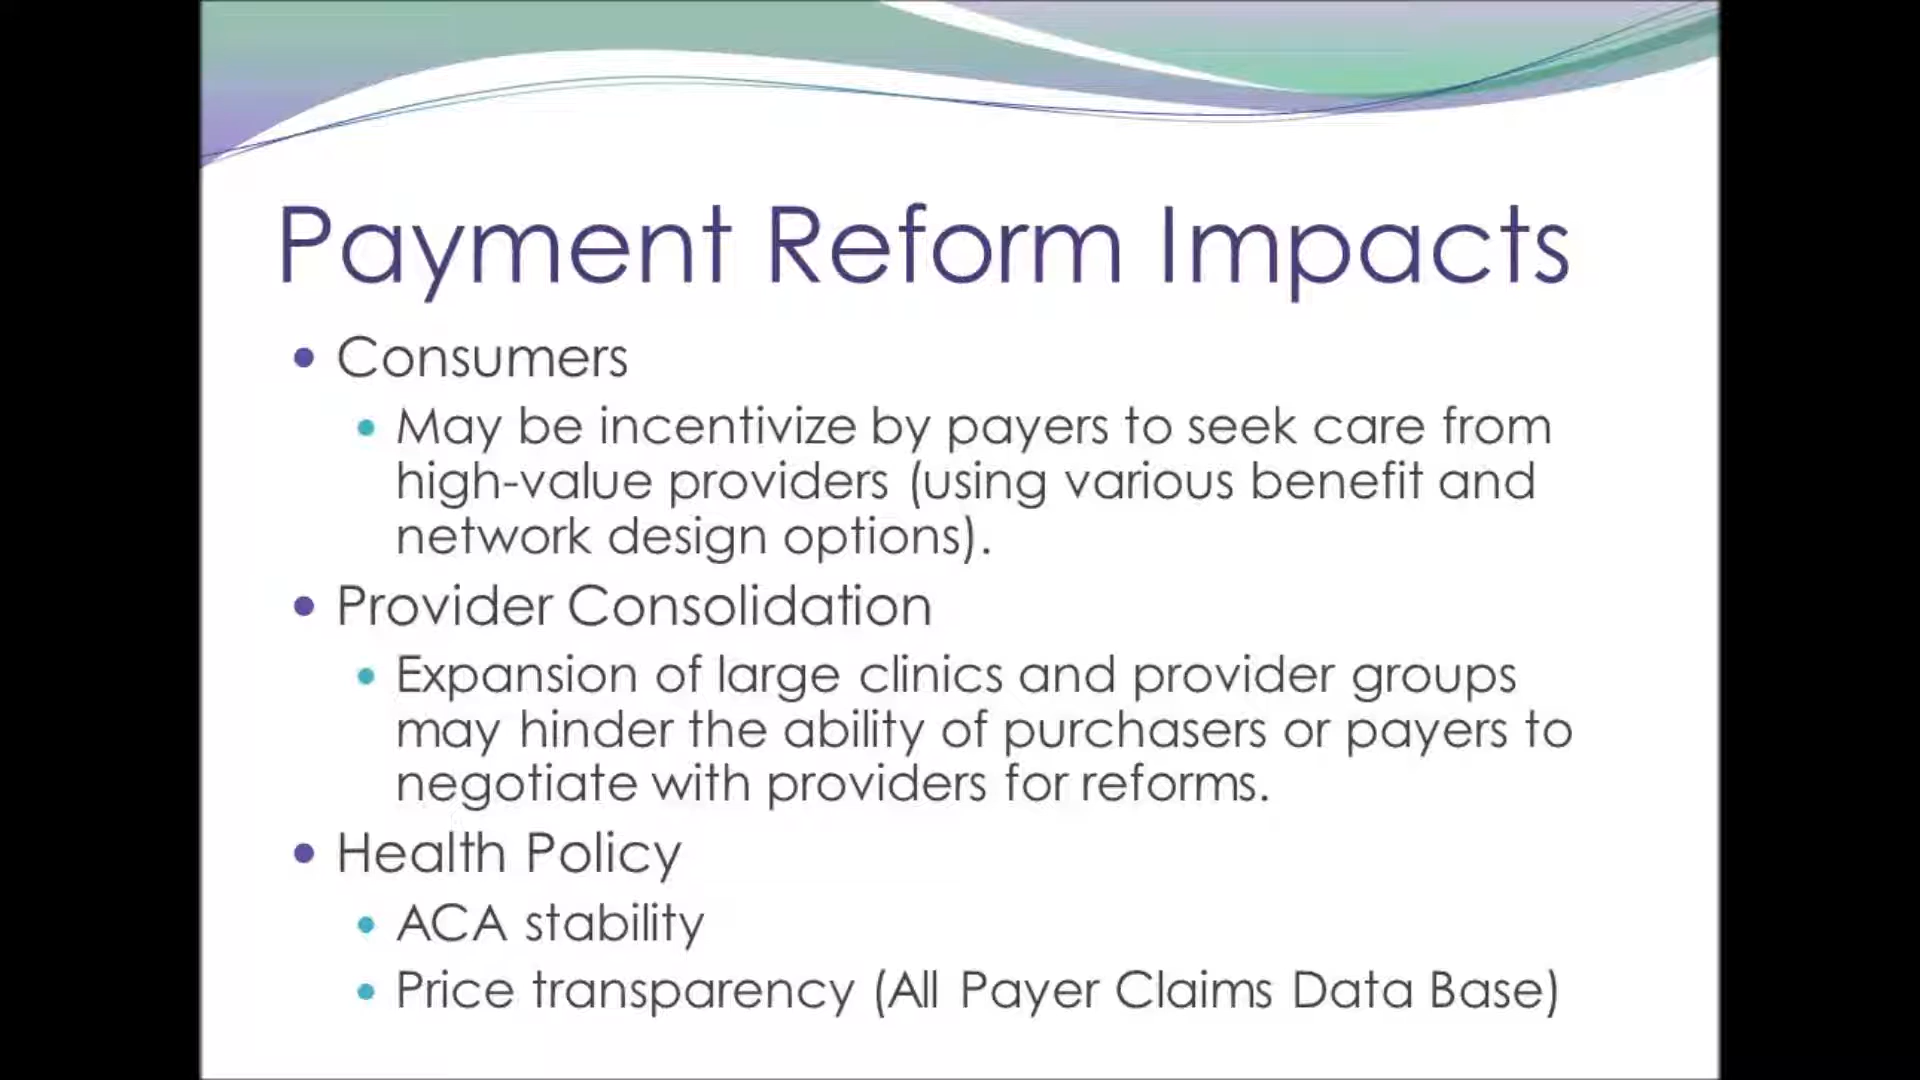 Payment Reform Impacts
• Consumers
• May be incentivize by payers to seek care from
high-value providers (using various benefit and
network design options).
• Provider Consolidation
• Expansion of large clinics and provider groups
may hinder the ability of purchasers or payers to
negotiate with providers for reforms.
• Health Policy
• ACA stability
• Price transparency (All Payer Claims Data Base)